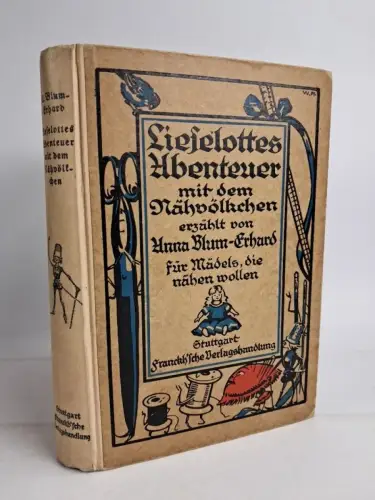 A. Blum-
Erhard
Lieselottes
Abenteuer
mit dem
Nähvölk-
chen
Stuttgart
Franckh'sche
Verlagshandlung
W.P.
Lieselottes
Abenteuer
mit dem
Nähvölkchen
erzählt von
Anna Blum-Erhard
für Mädels, die
nähen wollen
Stuttgart
Franckh'sche Verlagshandlung